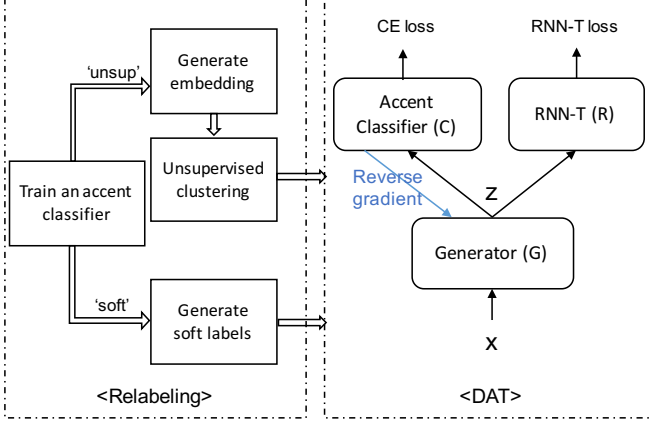 'unsup'
Generate
embedding
Unsupervised
clustering
Train an accent
classifier
'soft'
Generate
soft labels
<Relabeling>
CE loss
RNN-T loss
Accent
Classifier (C)
RNN-T (R)
Reverse
gradient
Z
Generator (G)
X
<DAT>